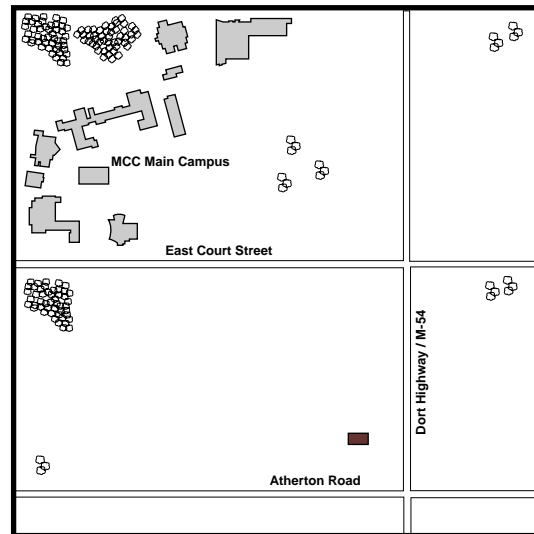 MCC Main Campus
East Court Street
Dort Highway / M-54
Atherton Road